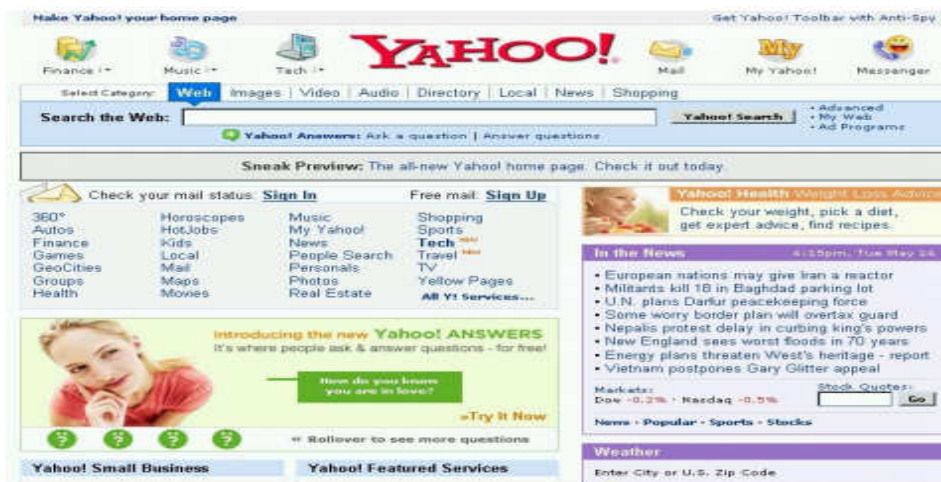 Make Yahoo! your home page
Get Yahoo! Toolbar with Anti-Spy
Finance
Music
Tech
YAHOO!
Mail
My
My Yahoo!
Messenger
Select Category:
Web
Images | Video | Audio | Directory | Local | News | Shopping
Search the Web:
Yahoo! Search
• Advanced
• My Web
• Ad Programs
Yahoo! Answers: Ask a question | Answer questions
Sneak Preview: The all-new Yahoo! home page. Check it out today.
Check your mail status: Sign In
Free mail: Sign Up
360°
Autos
Finance
Games
GeoCities
Groups
Health
Horoscopes
HotJobs
Kids
Local
Mail
Maps
Movies
Music
My Yahoo!
News
People Search
Personals
Photos
Real Estate
Shopping
Sports
Tech
Travel
TV
Yellow Pages
All Y! Services...
Introducing the new Yahoo! ANSWERS
It's where people ask & answer questions - for free!
How do you know
you are in love?
»Try It Now
Rollover to see more questions
Yahoo! Small Business
Yahoo! Featured Services
Yahoo! Health Weight Loss Advice
Check your weight, pick a diet,
get expert advice, find recipes.
In the News
4:15pm, Tue May
• European nations may give Iran a reactor
• Militants kill 18 in Baghdad parking lot
• U.N. plans Darfur peacekeeping force
• Some worry border plan will overtax guard
• Nepalis protest delay in curbing king's powers
• New England sees worst floods in 70 years
• Energy plans threaten West's heritage - report
• Vietnam postpones Gary Glitter appeal
Markets:
Dow -0.2% · Nasdaq -0.5%
Stock Quotes:
Go
News - Popular - Sports - Stocks
Weather
Enter City or U.S. Zip Code